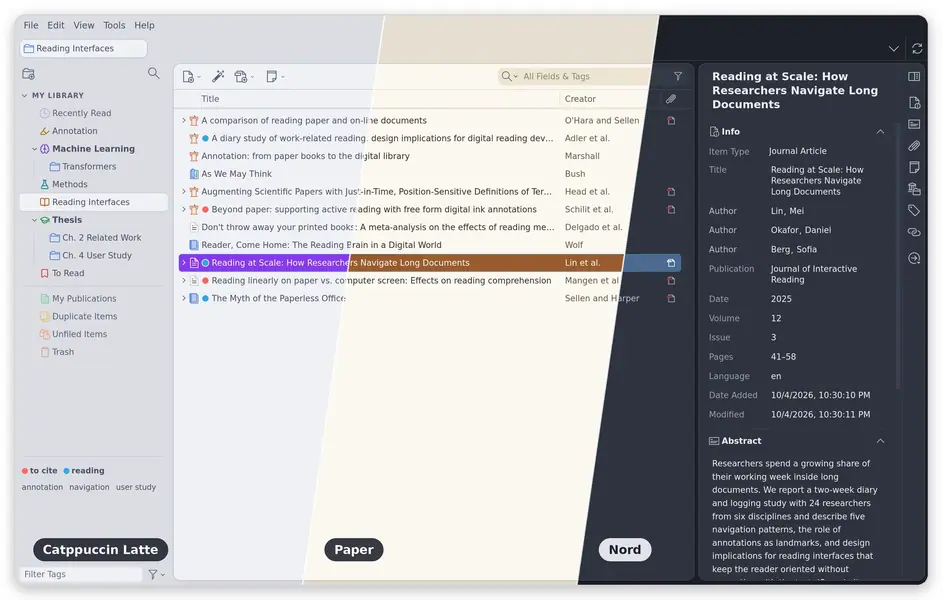 File Edit View Tools Help
Reading Interfaces
MY LIBRARY
Recently Read
Annotation
Machine Learning
Transformers
Methods
Reading Interfaces
Thesis
Ch. 2 Related Work
Ch. 4 User Study
To Read
My Publications
Duplicate Items
Unfiled Items
Trash
to cite reading
annotation navigation user study
Catppuccin Latte
Filter Tags
All Fields & Tags
Title Creator
A comparison of reading paper and on-line documents O'Hara and Sellen
A diary study of work-related reading: design implications for digital reading dev... Adler et al.
Annotation: from paper books to the digital library Marshall
As We May Think Bush
Augmenting Scientific Papers with Just-in-Time, Position-Sensitive Definitions of Ter... Head et al.
Beyond paper: supporting active reading with free form digital ink annotations Schilit et al.
Don't throw away your printed books: A meta-analysis on the effects of reading me... Delgado et al.
Reader, Come Home: The Reading Brain in a Digital World Wolf
Reading at Scale: How Researchers Navigate Long Documents Lin et al.
Reading linearly on paper vs. computer screen: Effects on reading comprehension Mangen et al
The Myth of the Paperless Office Sellen and Harper
Paper
Nord
Reading at Scale: How
Researchers Navigate Long
Documents
Info
Item Type Journal Article
Title Reading at Scale: How
Researchers Navigate
Long Documents
Author Lin, Mei
Author Okafor, Daniel
Author Berg, Sofia
Publication Journal of Interactive
Reading
Date 2025
Volume 12
Issue 3
Pages 41–58
Language en
Date Added 10/4/2026, 10:30:10 PM
Modified 10/4/2026, 10:30:11 PM
Abstract
Researchers spend a growing share of
their working week inside long
documents. We report a two-week diary
and logging study with 24 researchers
from six disciplines and describe five
navigation patterns, the role of
annotations as landmarks, and design
implications for reading interfaces that
keep the reader oriented without